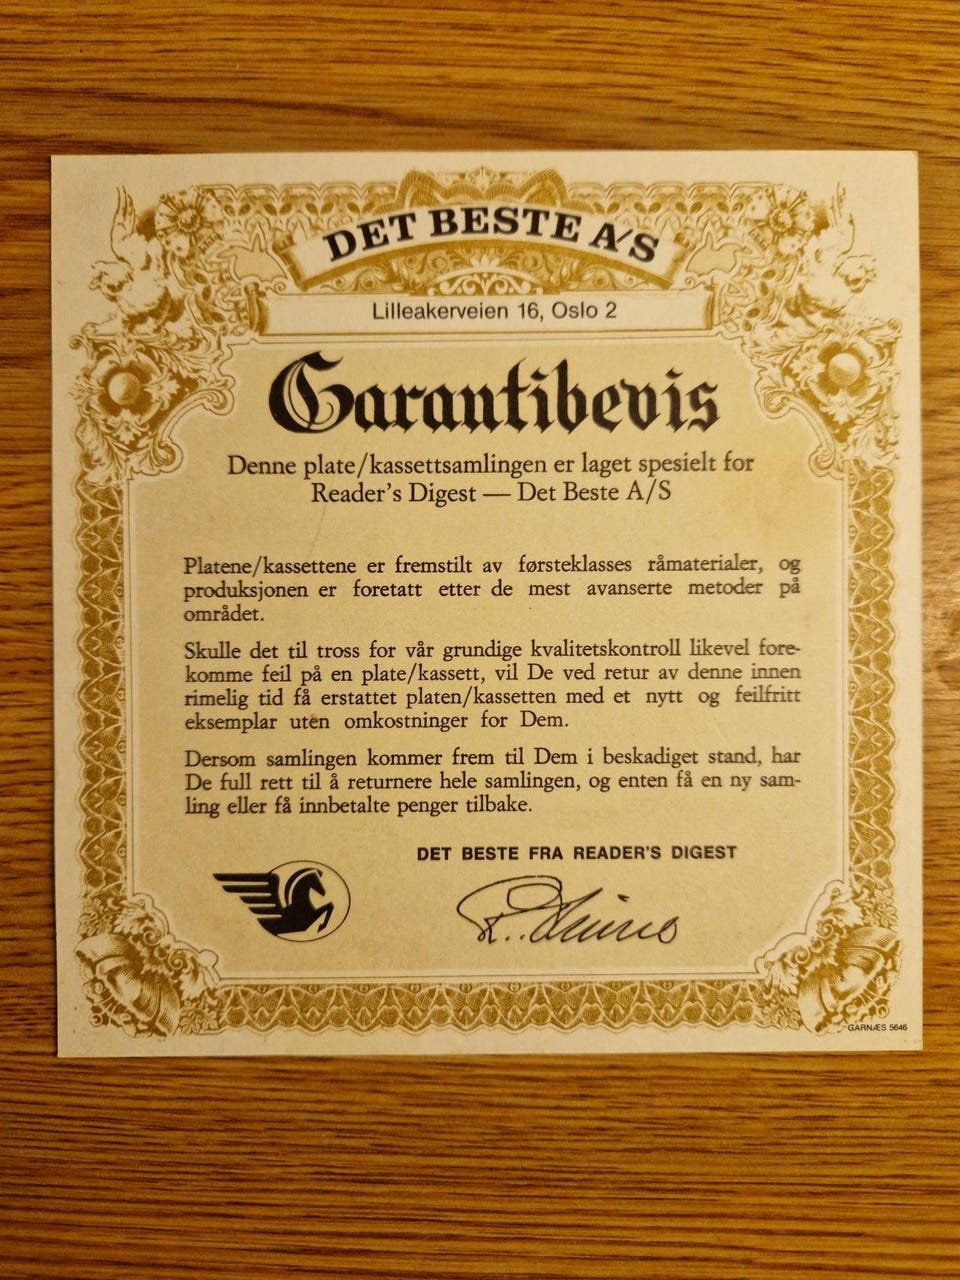 DET BESTE A/S
Lilleakerveien 16, Oslo 2
Garantibevis
Denne plate/kassettsamlingen er laget spesielt for
Reader's Digest — Det Beste A/S
Platene/kassettene er fremstilt av førsteklasses råmaterialer, og
produksjonen er foretatt etter de mest avanserte metoder på
området.
Skulle det til tross for vår grundige kvalitetskontroll likevel fore-
komme feil på en plate/kassett, vil De ved retur av denne innen
rimelig tid få erstattet platen/kassetten med et nytt og feilfritt
eksemplar uten omkostninger for Dem.
Dersom samlingen kommer frem til Dem i beskadiget stand, har
De full rett til å returnere hele samlingen, og enten få en ny sam-
ling eller få innbetalte penger tilbake.
DET BESTE FRA READER'S DIGEST
GARNÆS 5646